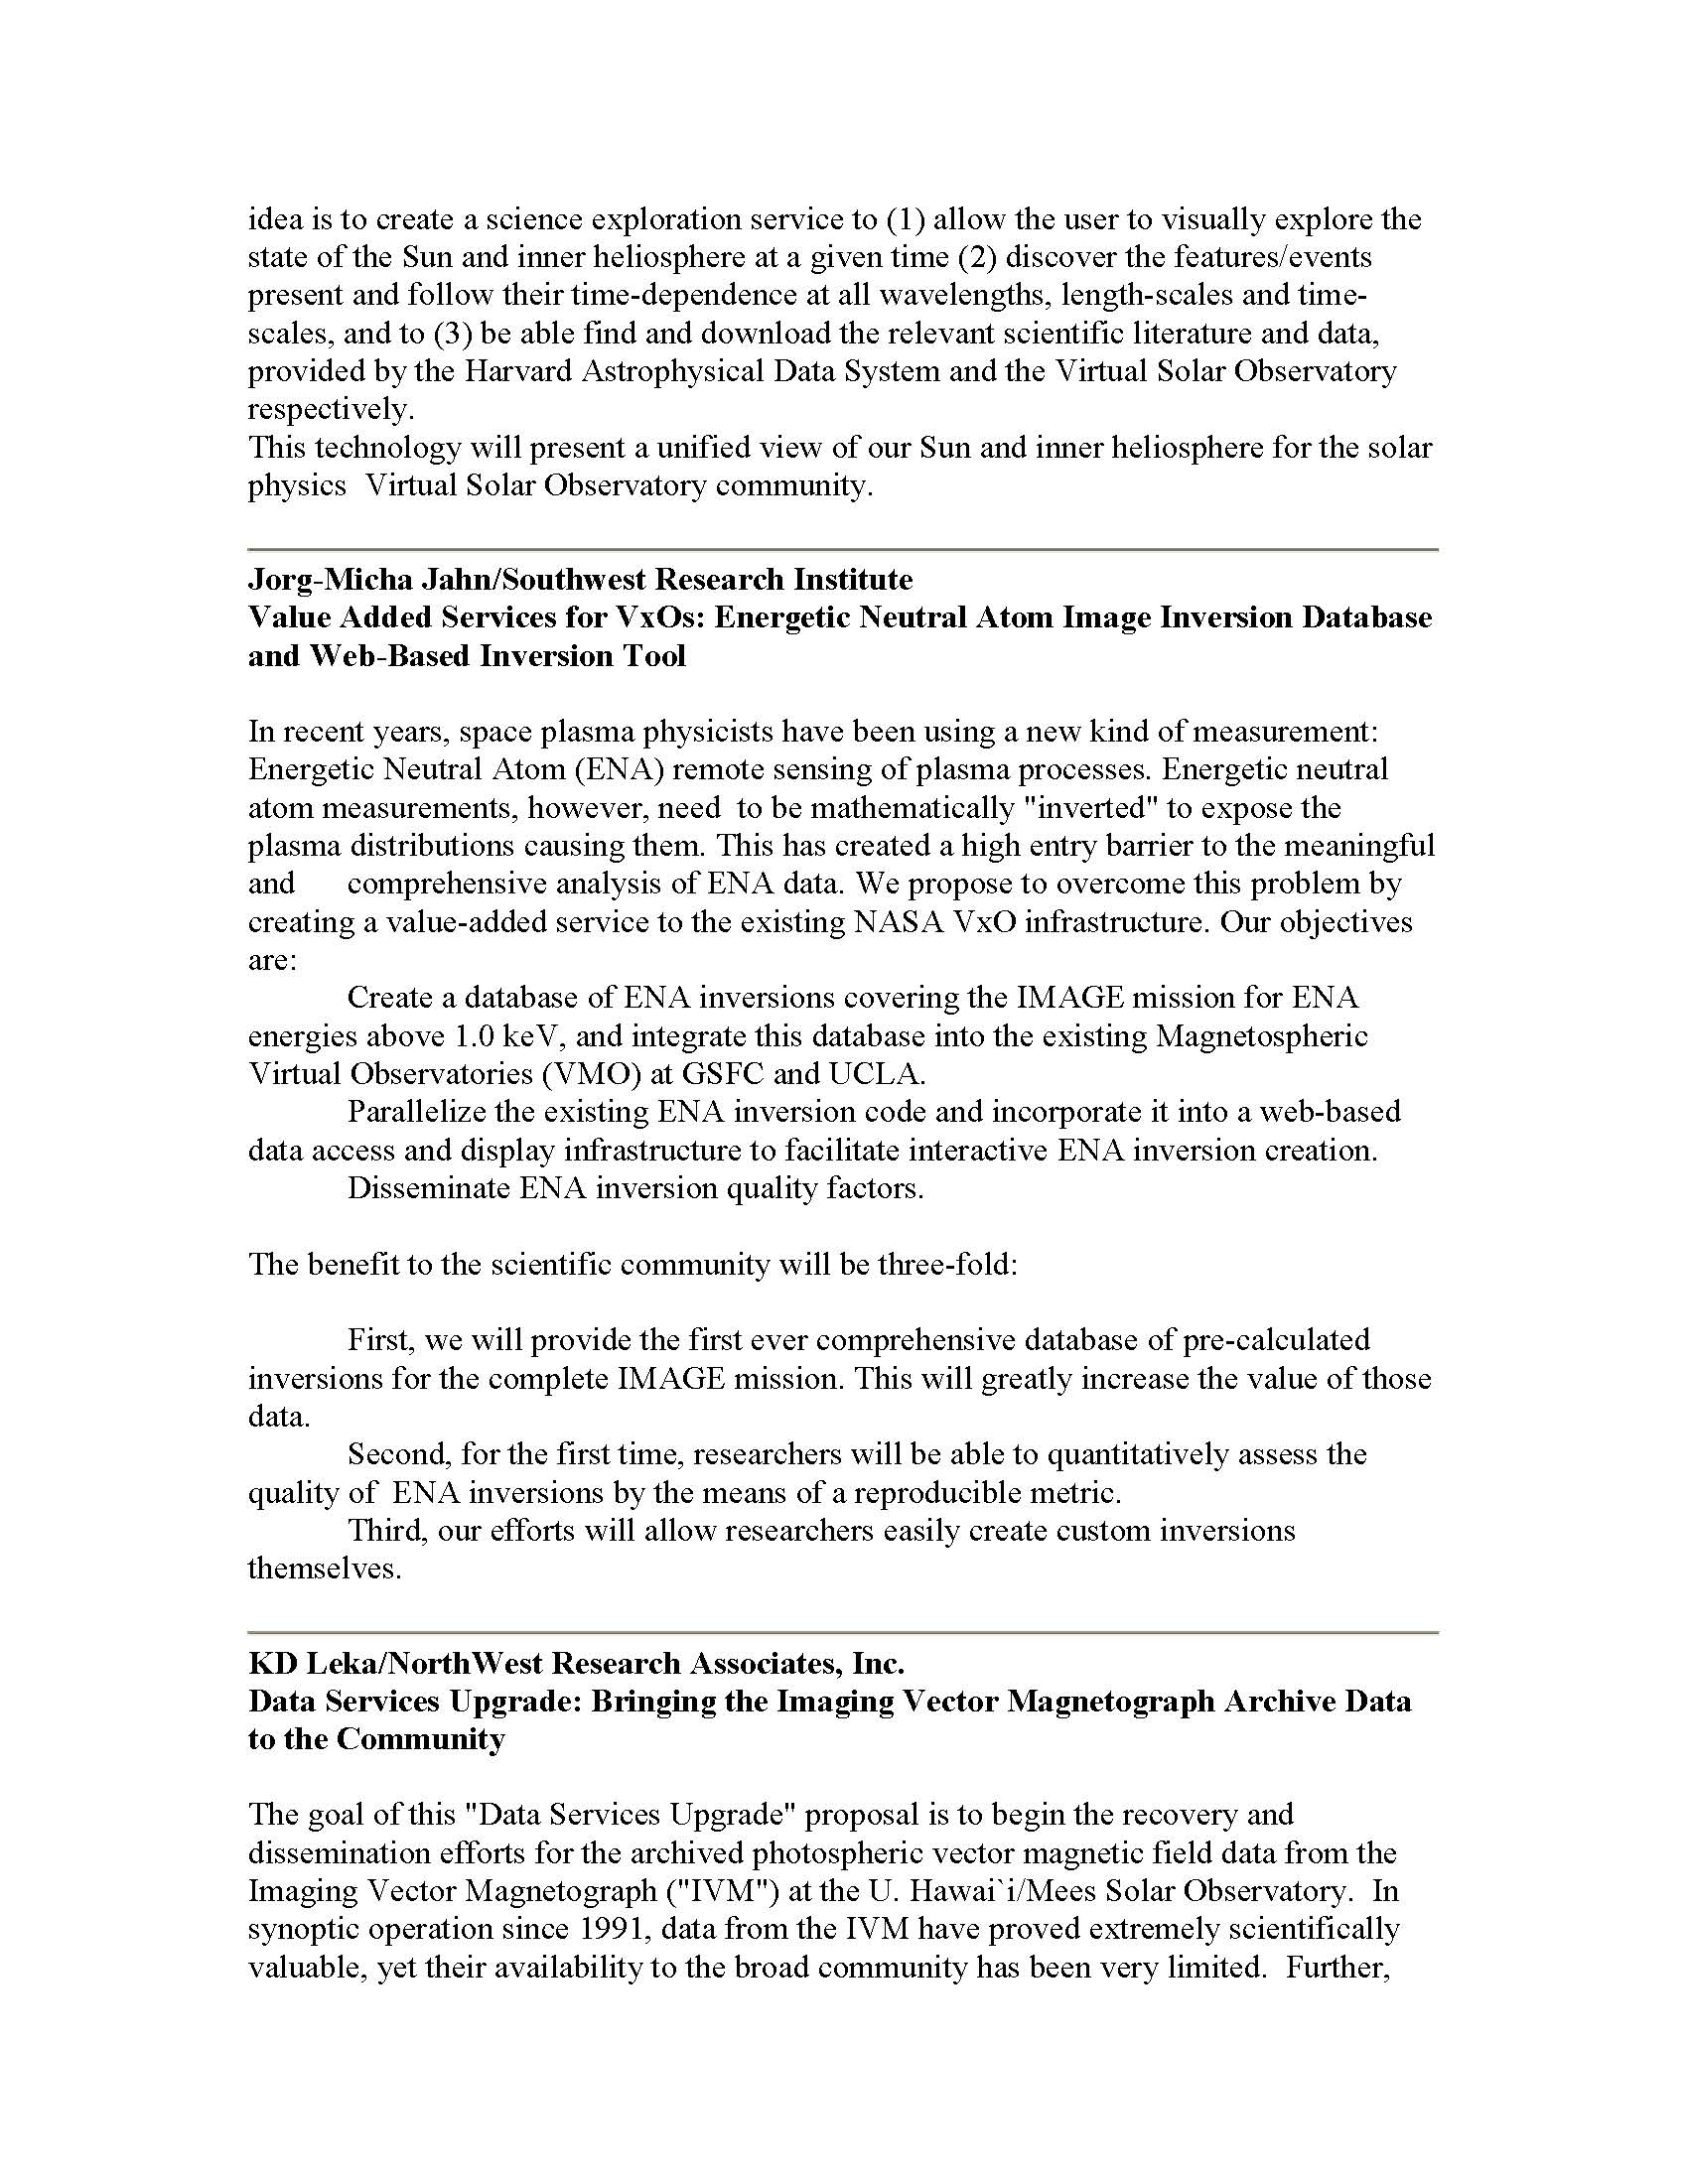 idea is to create a science exploration service to (1) allow the user to visually explore the
state of the Sun and inner heliosphere at a given time (2) discover the features/events
present and follow their time-dependence at all wavelengths, length-scales and time-
scales, and to (3) be able find and download the relevant scientific literature and data,
provided by the Harvard Astrophysical Data System and the Virtual Solar Observatory
respectively.
This technology will present a unified view of our Sun and inner heliosphere for the solar
physics  Virtual Solar Observatory community.
Jorg-Micha Jahn/Southwest Research Institute
Value Added Services for VxOs: Energetic Neutral Atom Image Inversion Database
and Web-Based Inversion Tool
In recent years, space plasma physicists have been using a new kind of measurement:
Energetic Neutral Atom (ENA) remote sensing of plasma processes. Energetic neutral
atom measurements, however, need  to be mathematically "inverted" to expose the
plasma distributions causing them. This has created a high entry barrier to the meaningful
and      comprehensive analysis of ENA data. We propose to overcome this problem by
creating a value-added service to the existing NASA VxO infrastructure. Our objectives
are:
Create a database of ENA inversions covering the IMAGE mission for ENA
energies above 1.0 keV, and integrate this database into the existing Magnetospheric
Virtual Observatories (VMO) at GSFC and UCLA.
Parallelize the existing ENA inversion code and incorporate it into a web-based
data access and display infrastructure to facilitate interactive ENA inversion creation.
Disseminate ENA inversion quality factors.
The benefit to the scientific community will be three-fold:
First, we will provide the first ever comprehensive database of pre-calculated
inversions for the complete IMAGE mission. This will greatly increase the value of those
data.
Second, for the first time, researchers will be able to quantitatively assess the
quality of  ENA inversions by the means of a reproducible metric.
Third, our efforts will allow researchers easily create custom inversions
themselves.
KD Leka/NorthWest Research Associates, Inc.
Data Services Upgrade: Bringing the Imaging Vector Magnetograph Archive Data
to the Community
The goal of this "Data Services Upgrade" proposal is to begin the recovery and
dissemination efforts for the archived photospheric vector magnetic field data from the
Imaging Vector Magnetograph ("IVM") at the U. Hawai`i/Mees Solar Observatory.  In
synoptic operation since 1991, data from the IVM have proved extremely scientifically
valuable, yet their availability to the broad community has been very limited.  Further,